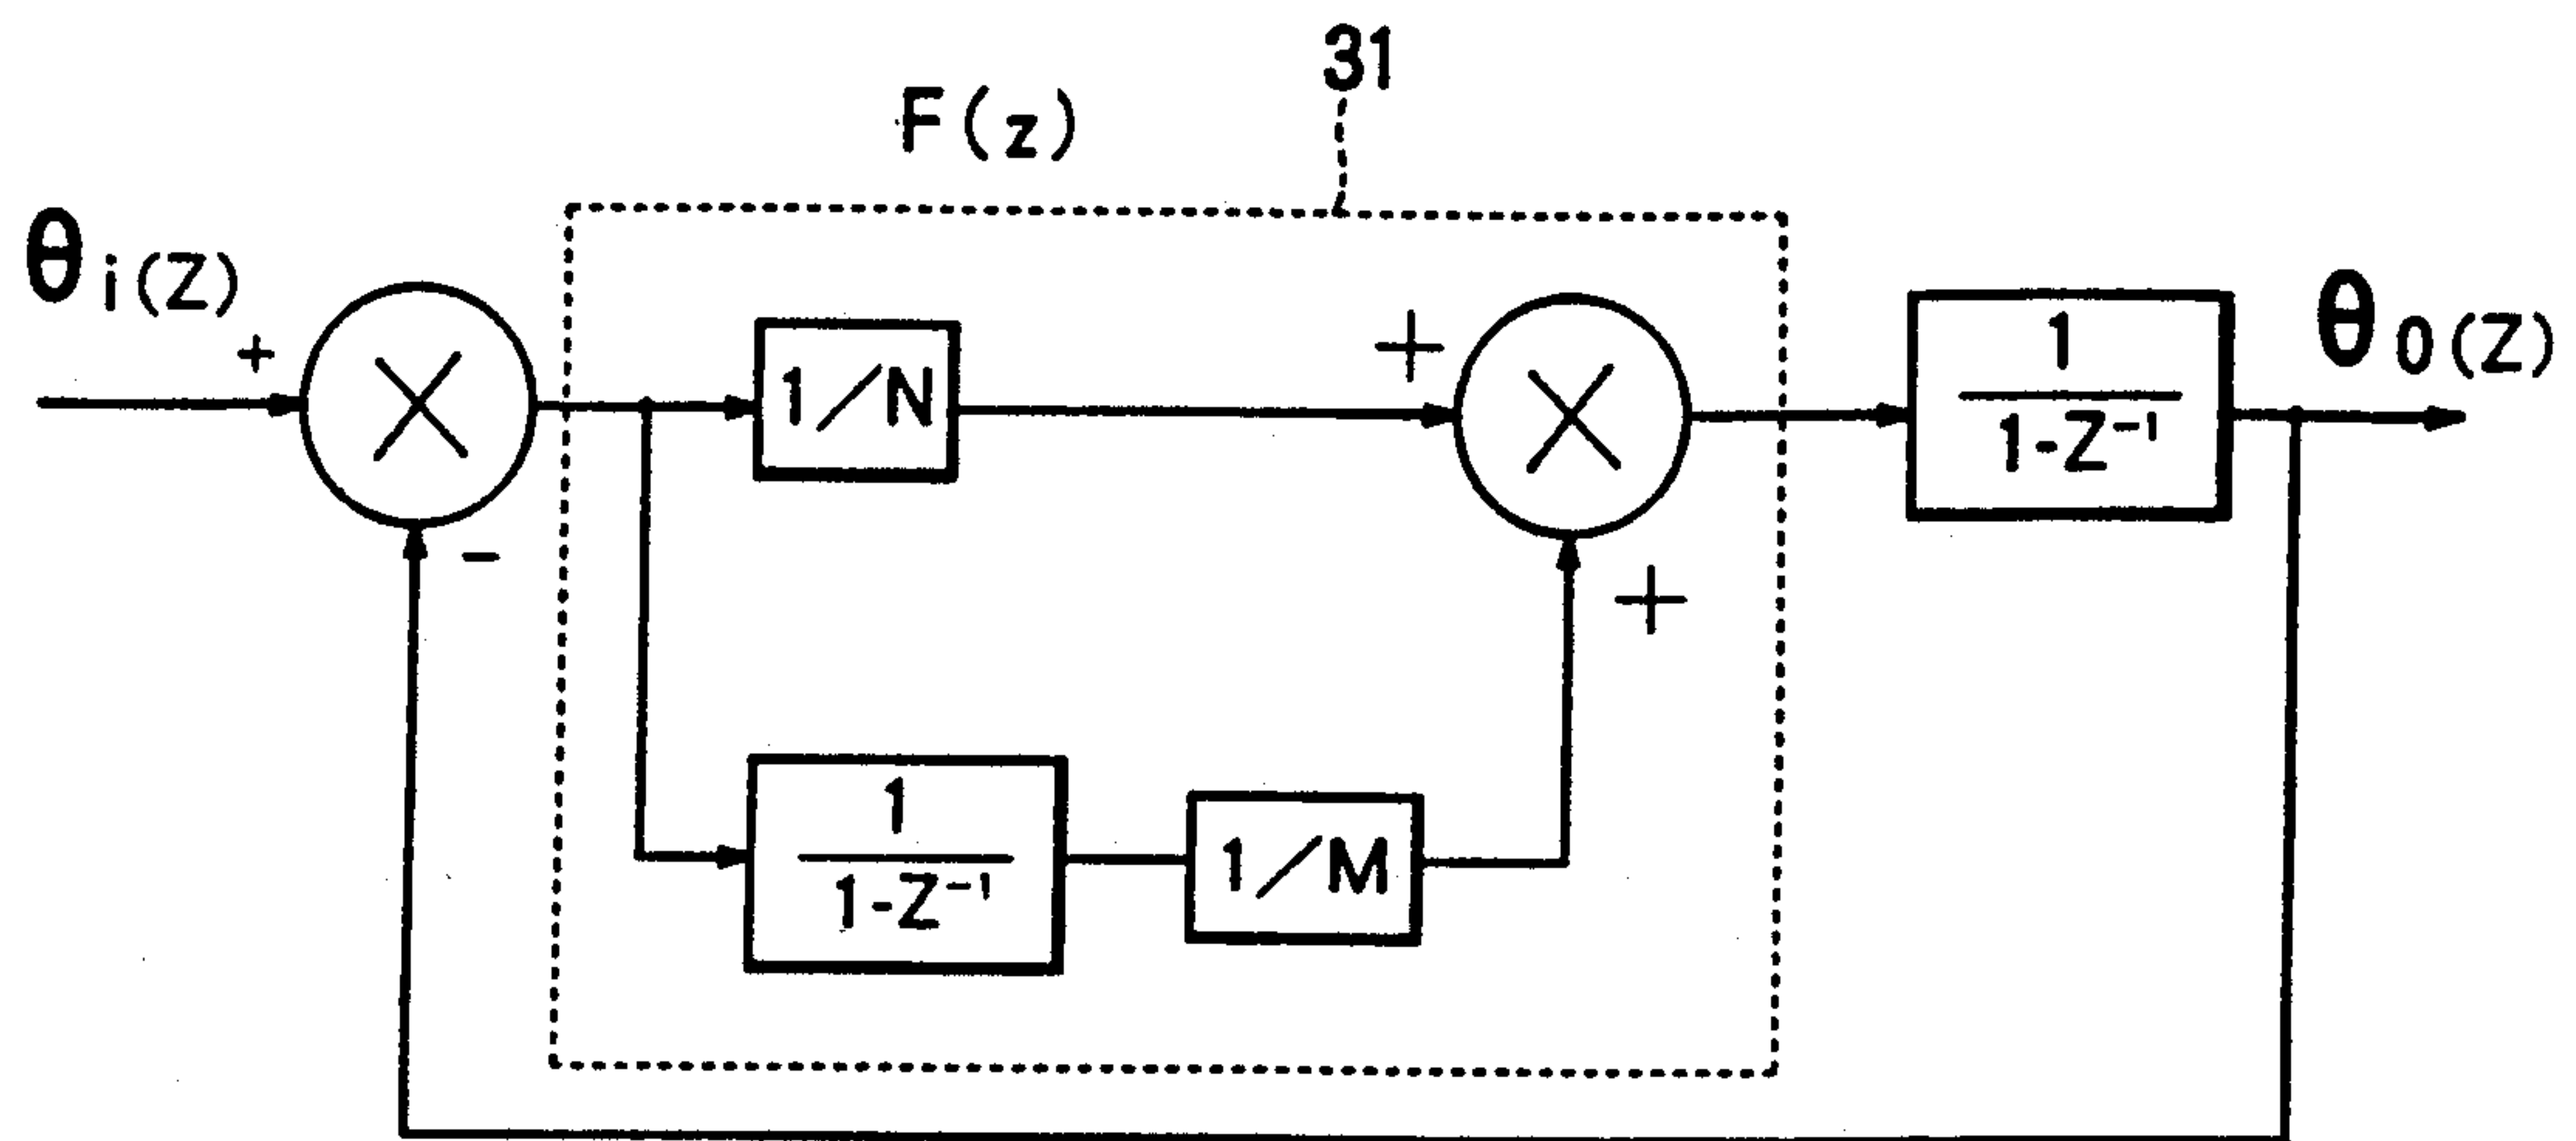 31
F(z)
θi(Z)
+
-
1/N
+
+
1
1-Z⁻¹
θ0(Z)
1
1-Z⁻¹
1/M